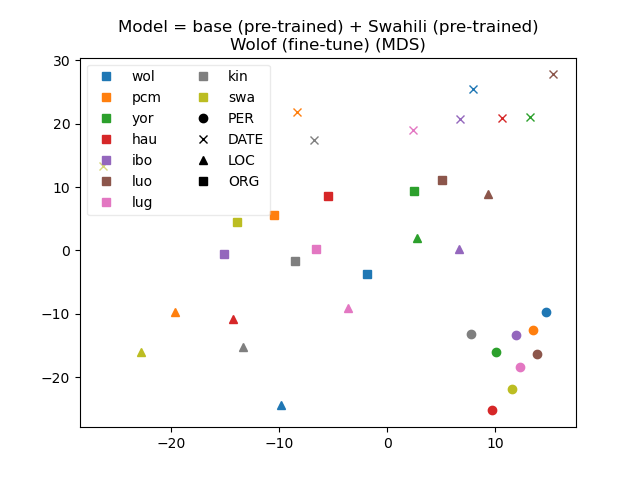 Model = base (pre-trained) + Swahili (pre-trained)
Wolof (fine-tune) (MDS)
30
20
10
0
−10
−20
wol
pcm
yor
hau
ibo
luo
lug
kin
swa
PER
DATE
LOC
ORG
−20
−10
0
10